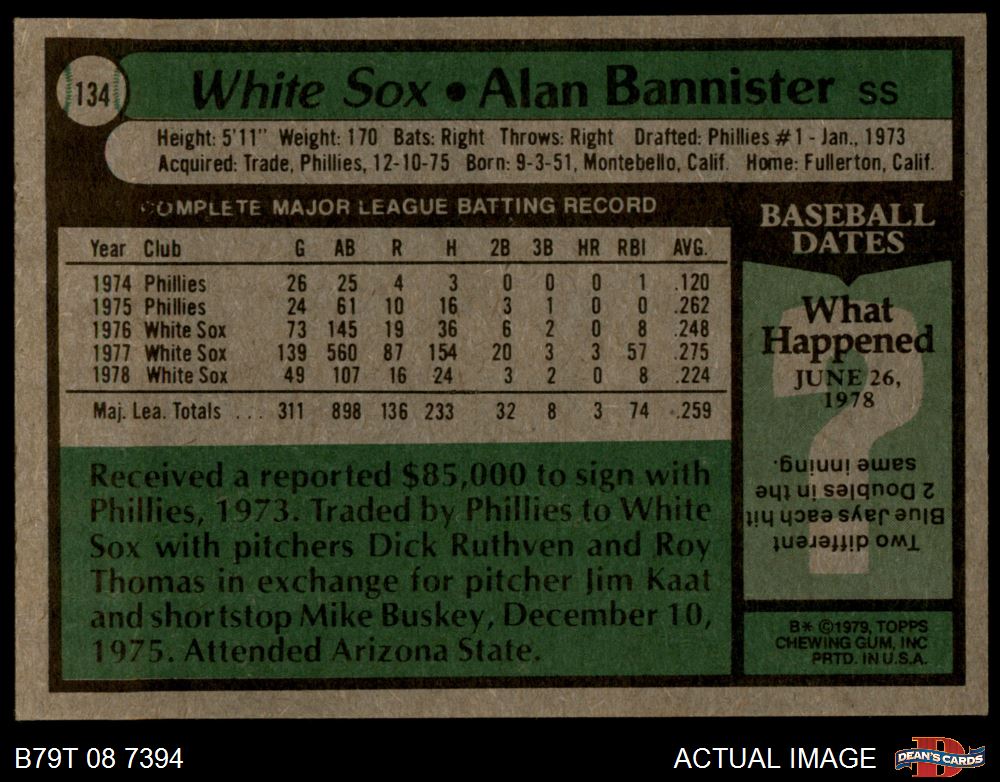 134
White Sox • Alan Bannister SS
Height: 5'11" Weight: 170 Bats: Right Throws: Right Drafted: Phillies #1 - Jan., 1973
Acquired: Trade, Phillies, 12-10-75 Born: 9-3-51, Montebello, Calif. Home: Fullerton, Calif.
COMPLETE MAJOR LEAGUE BATTING RECORD
Year Club G AB R H 2B 3B HR RBI AVG.
1974 Phillies 26 25 4 3 0 0 0 1 .120
1975 Phillies 24 61 10 16 3 1 0 0 .262
1976 White Sox 73 145 19 36 6 2 0 8 .248
1977 White Sox 139 560 87 154 20 3 3 57 .275
1978 White Sox 49 107 16 24 3 2 0 8 .224
Maj. Lea. Totals . . . 311 898 136 233 32 8 3 74 .259
Received a reported $85,000 to sign with
Phillies, 1973. Traded by Phillies to White
Sox with pitchers Dick Ruthven and Roy
Thomas in exchange for pitcher Jim Kaat
and shortstop Mike Buskey, December 10,
1975. Attended Arizona State.
BASEBALL
DATES
What
Happened
JUNE 26,
1978
?
Two different
Blue Jays each hit
2 Doubles in the
same inning.
B* ©1979, TOPPS
CHEWING GUM, INC
PRTD. IN U.S.A.
B79T 08 7394
ACTUAL IMAGE
D
DEAN'S CARDS